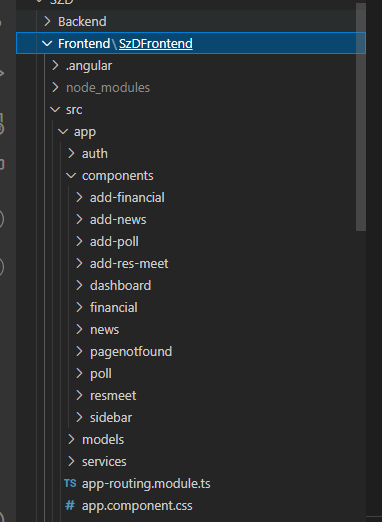 Backend
Frontend\SzDFrontend
.angular
node_modules
src
app
auth
components
add-financial
add-news
add-poll
add-res-meet
dashboard
financial
news
pagenotfound
poll
resmeet
sidebar
models
services
TS app-routing.module.ts
# app.component.css